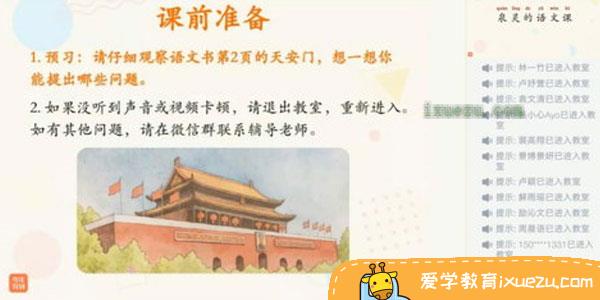 课前准备
1. 预习：请仔细观察语文书第2页的天安门，想一想你
能提出哪些问题。
2. 如果没听到声音或视频卡顿，请退出教室，重新进入。
如有其他问题，请在微信群联系辅导老师。
ixuezu.com
quán líng de yǔ wén kè
泉灵的语文课
提示: 林一竹已进入教室
提示: 卢妤萱已进入教室
提示: 袁文清已进入教室
小心Ayo已进入教
室
提示: 裴高翔已进入教室
提示: 景博景妍已进入教
室
提示: 卢颖已进入教室
提示: 解雨瑶已进入教室
提示: 励沁文已进入教室
提示: 周晨语已进入教室
提示: 150****1331已进入
教室
爱学教育ixuezu.com